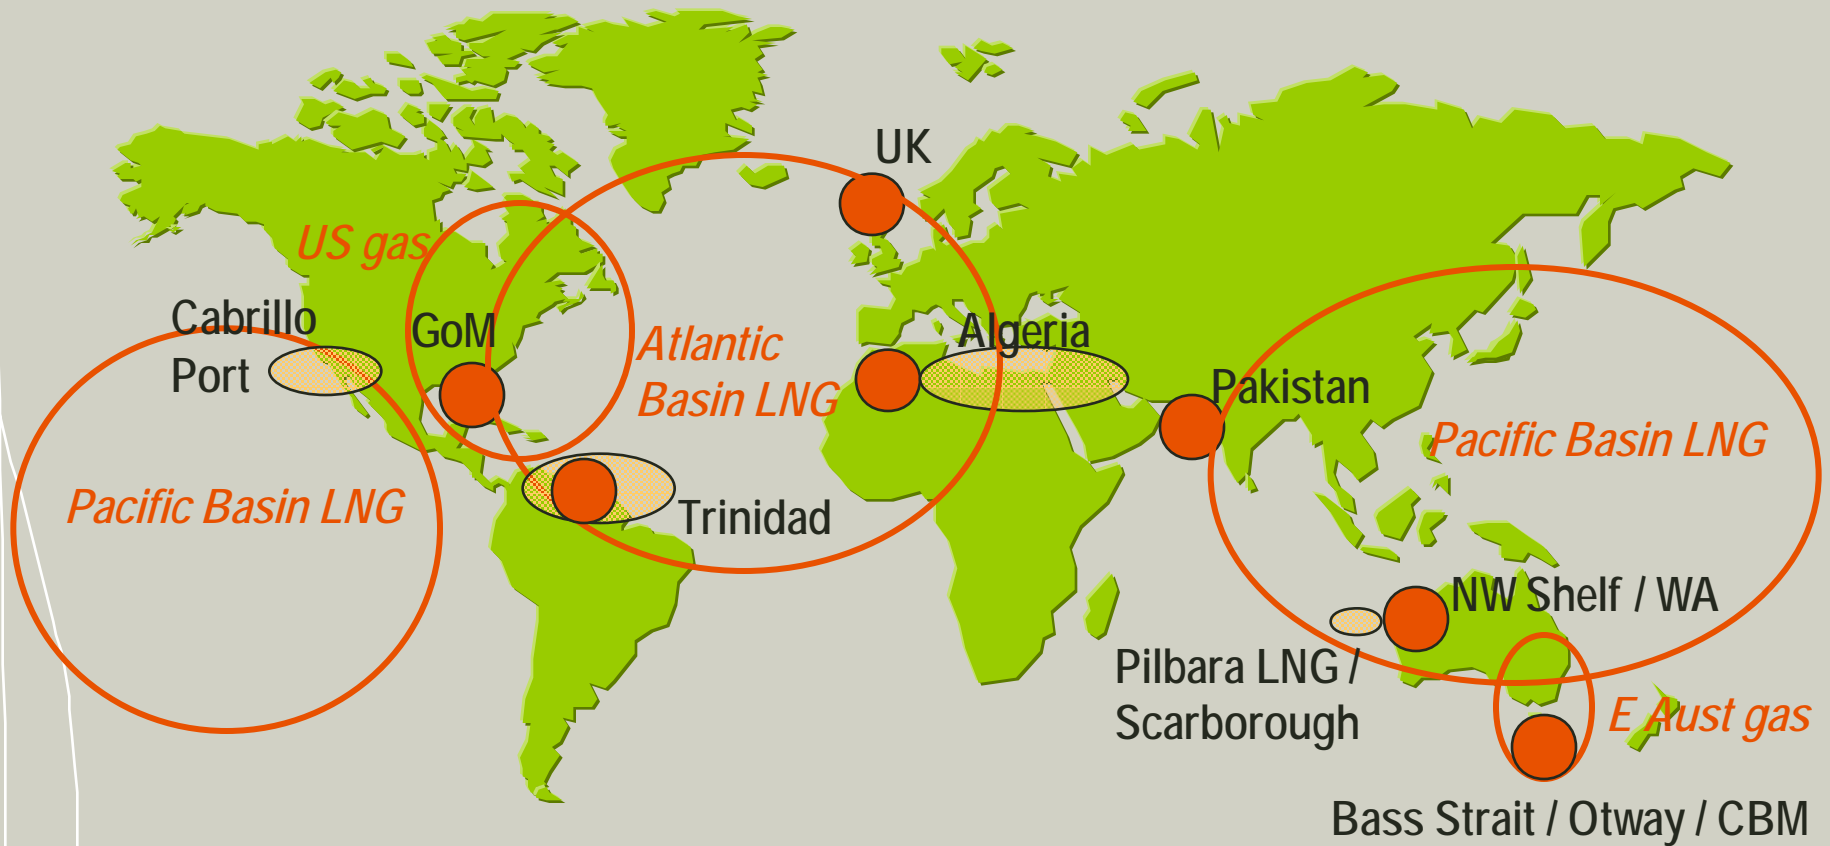 UK
US gas
Cabrillo
Port
GoM
Atlantic
Basin LNG
Algeria
Pakistan
Pacific Basin LNG
Pacific Basin LNG
Trinidad
NW Shelf / WA
Pilbara LNG /
Scarborough
E Aust gas
Bass Strait / Otway / CBM